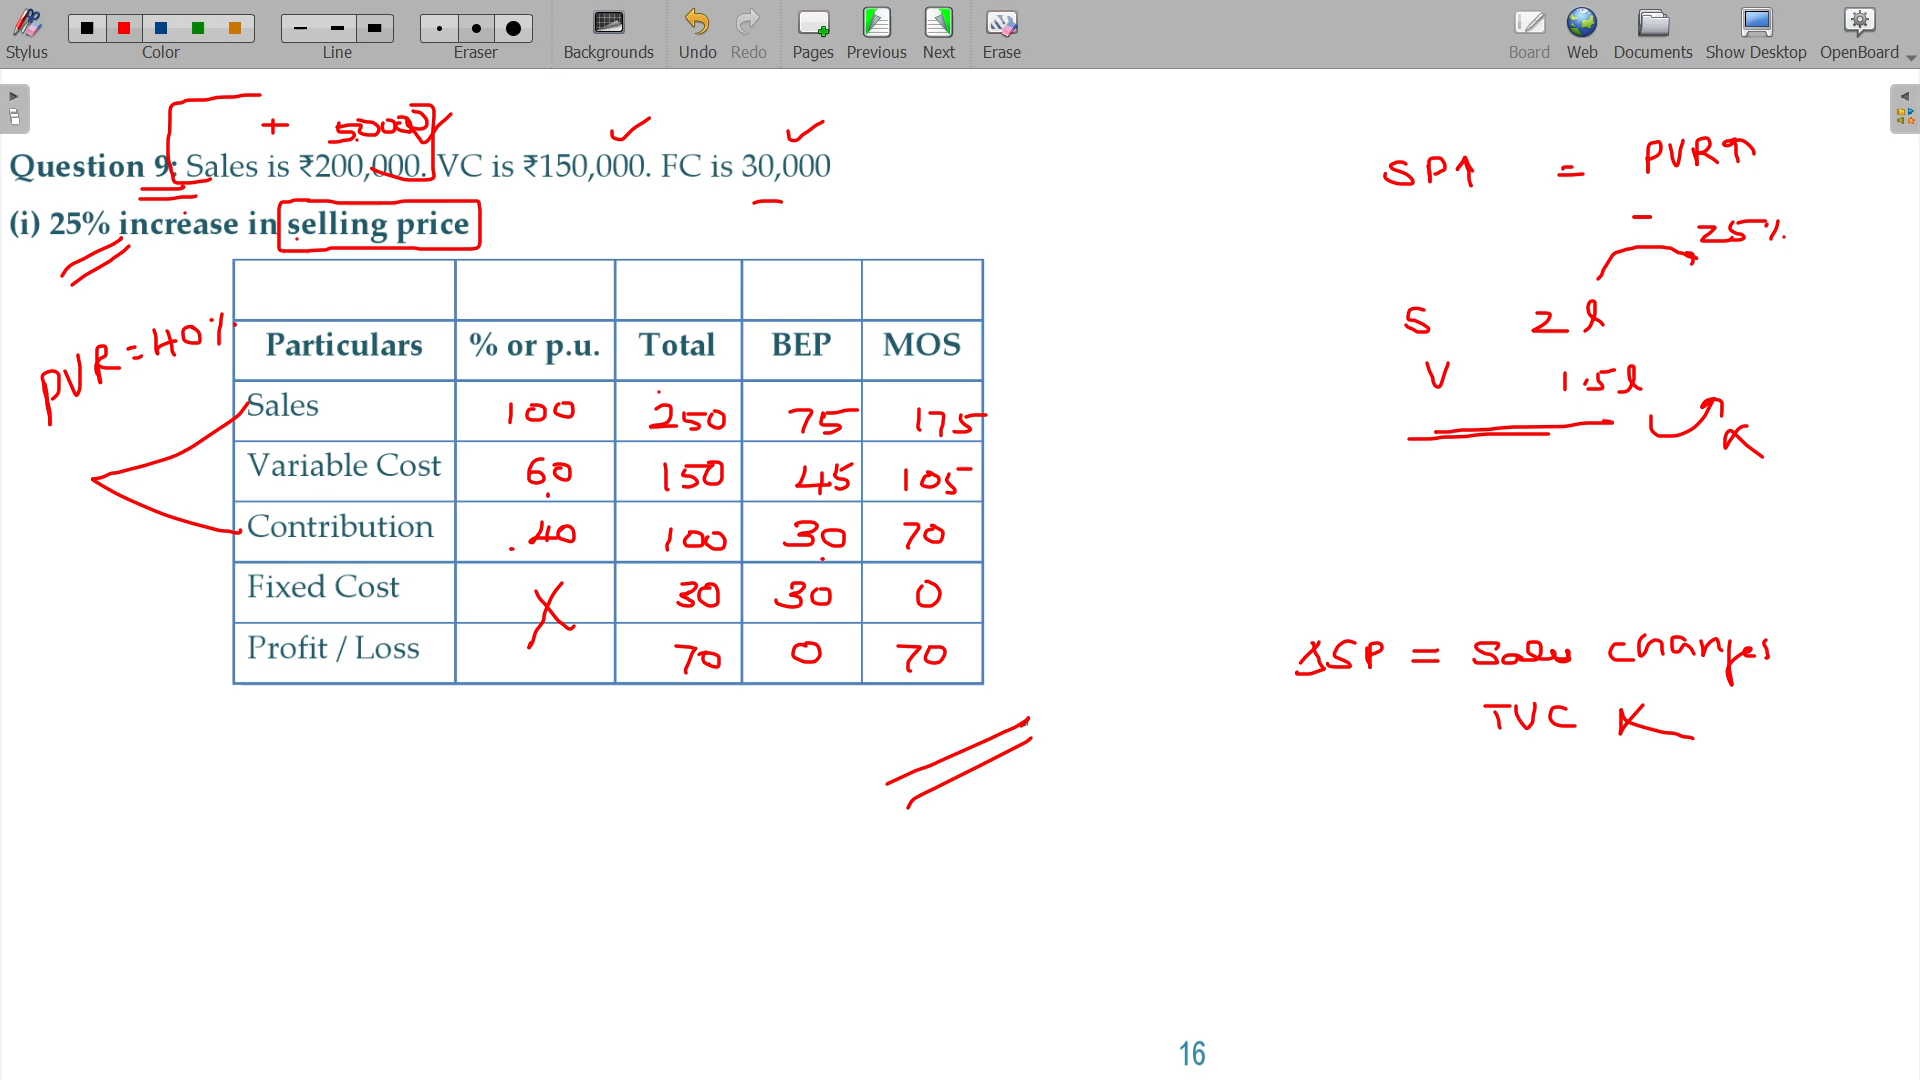 Stylus Color Line Eraser Backgrounds Undo Redo Pages Previous Next Erase Board Web Documents Show Desktop OpenBoard
+ 50000
Question 9: Sales is ₹200,000. VC is ₹150,000. FC is 30,000
(i) 25% increase in selling price
PVR = 40%
Particulars % or p.u. Total BEP MOS
Sales 100 250 75 175
Variable Cost 60 150 45 105
Contribution 40 100 30 70
Fixed Cost X 30 30 0
Profit / Loss 70 0 70
SP↑ = PVR↑
- 25%
S 2 l
V 1.5 l
SP = Sales changes
TVC X
16